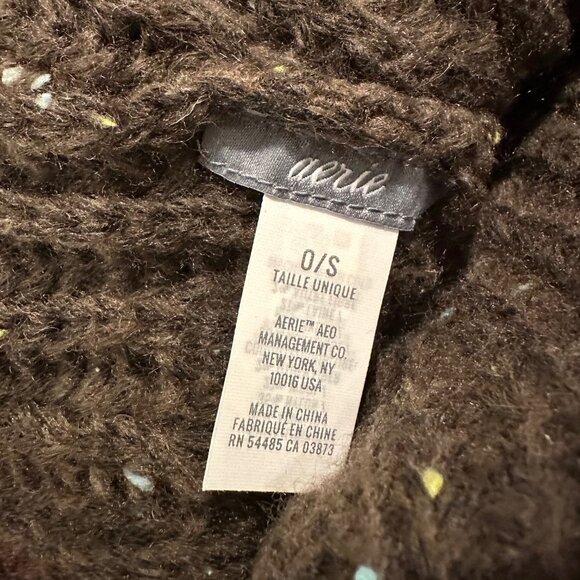 aerie
O/S
TAILLE UNIQUE
AERIE™ AEO
MANAGEMENT CO.
NEW YORK, NY
10016 USA
MADE IN CHINA
FABRIQUÉ EN CHINE
RN 54485 CA 03873